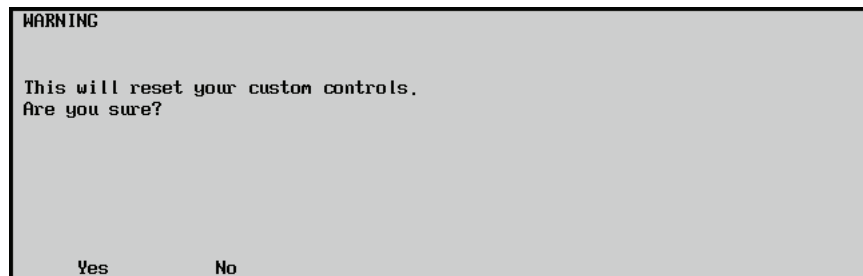 WARNING
This will reset your custom controls.
Are you sure?
Yes No